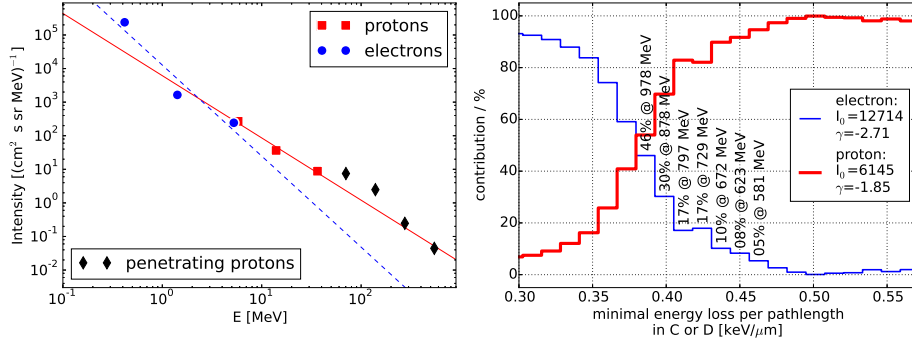 10^5
10^4
10^3
10^2
10^1
10^0
10^-1
10^-2
Intensity [(cm² s sr MeV)⁻¹]
protons
electrons
penetrating protons
10^-1
10^0
10^1
10^2
E [MeV]
100
80
60
40
20
0
contribution / %
46% @ 978 MeV
30% @ 878 MeV
17% @ 797 MeV
17% @ 729 MeV
10% @ 672 MeV
08% @ 623 MeV
05% @ 581 MeV
electron:
I₀=12714
γ=-2.71
proton:
I₀=6145
γ=-1.85
0.30 0.35 0.40 0.45 0.50 0.55
minimal energy loss per pathlength
in C or D [keV/μm]